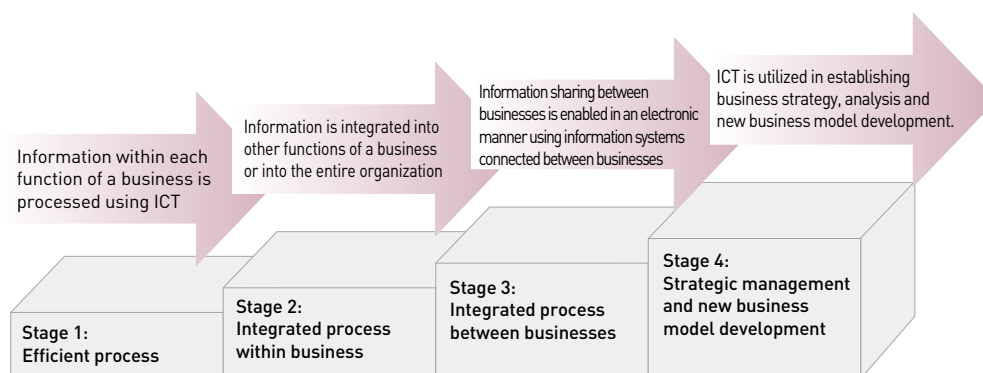 Information within each
function of a business is
processed using ICT
Information is integrated into
other functions of a business
or into the entire organization
Information sharing between
businesses is enabled in an electronic
manner using information systems
connected between businesses
ICT is utilized in establishing
business strategy, analysis and
new business model development.
Stage 1:
Efficient process
Stage 2:
Integrated process
within business
Stage 3:
Integrated process
between businesses
Stage 4:
Strategic management
and new business
model development